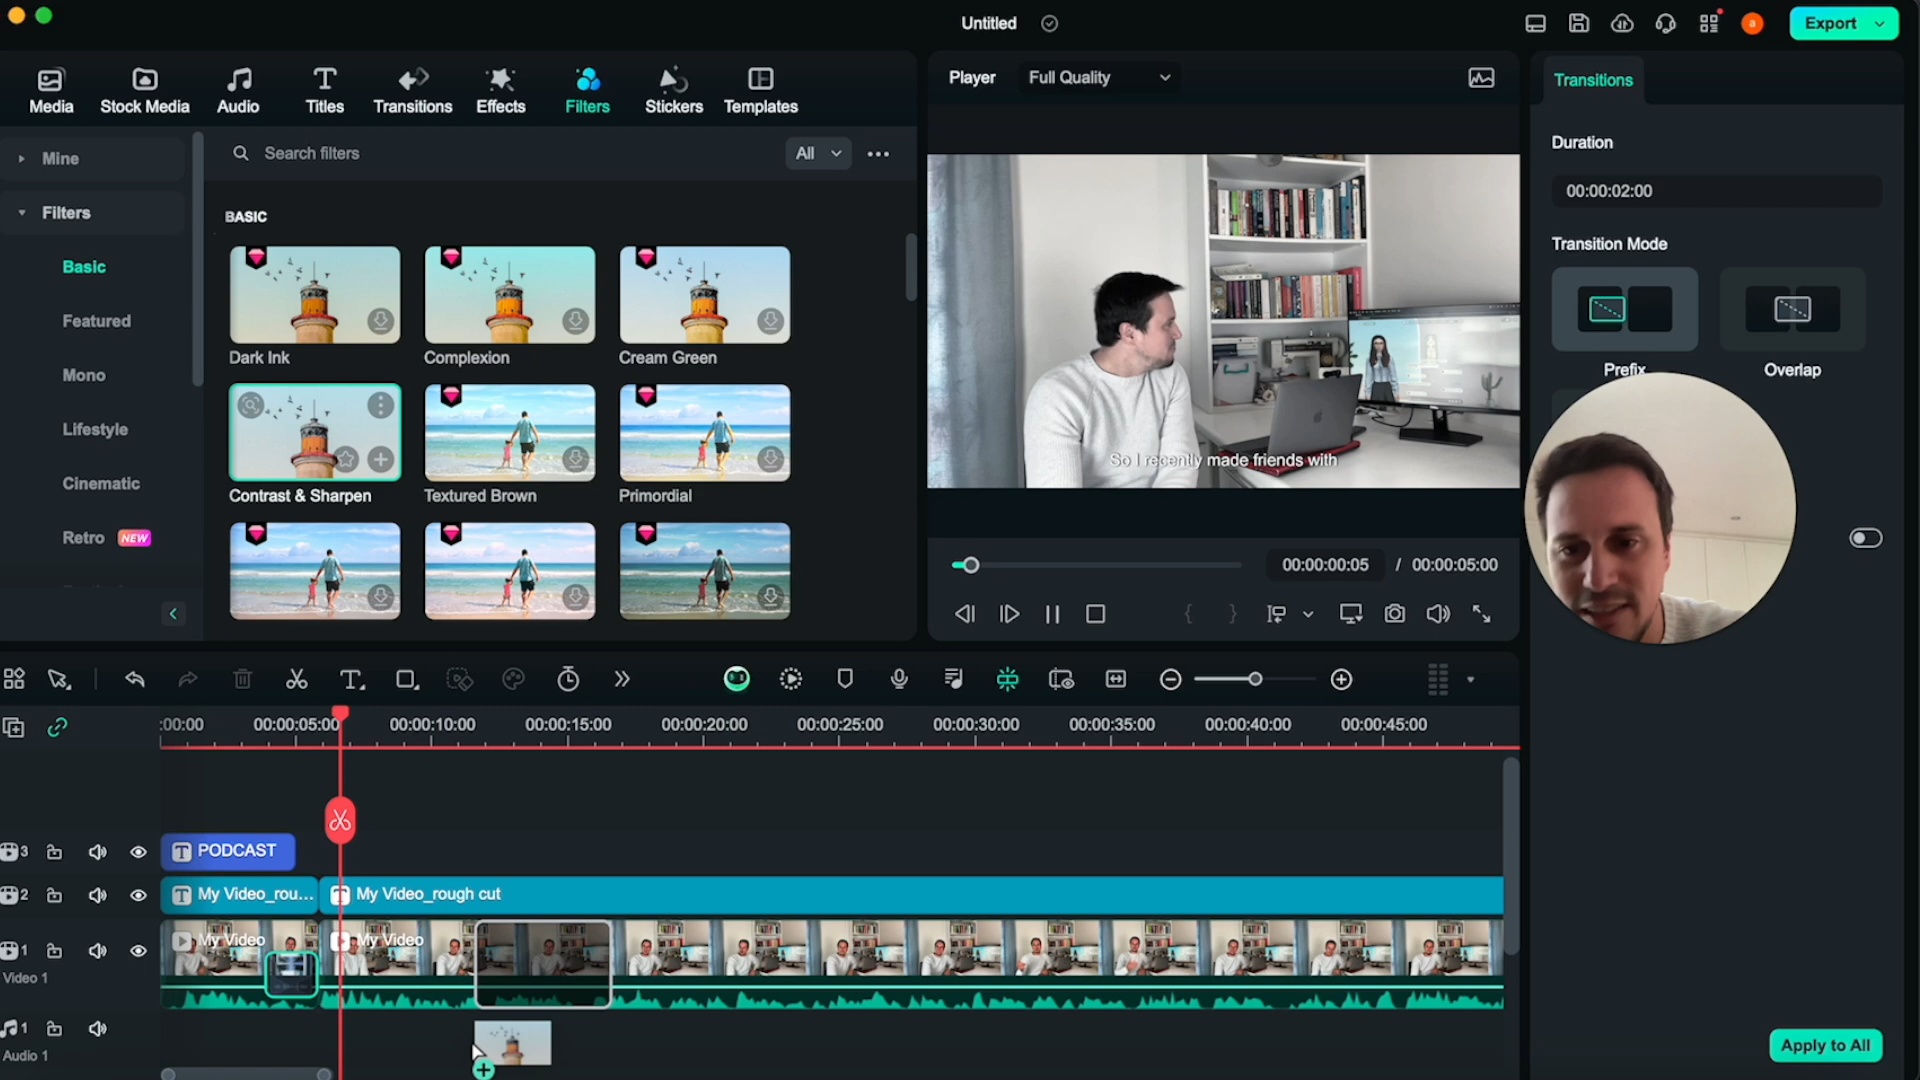 Untitled
a
Export
Media
Stock Media
Audio
Titles
Transitions
Effects
Filters
Stickers
Templates
Player
Full Quality
Transitions
Mine
Search filters
All
Duration
Filters
BASIC
00:00:02:00
Basic
Transition Mode
Featured
Dark Ink
Complexion
Cream Green
Prefix
Overlap
Mono
Lifestyle
So I recently made friends with
Cinematic
Contrast & Sharpen
Textured Brown
Primordial
Retro
NEW
00:00:00:05
/
00:00:05:00
:00:00
00:00:05:00
00:00:10:00
00:00:15:00
00:00:20:00
00:00:25:00
00:00:30:00
00:00:35:00
00:00:40:00
00:00:45:00
3
T PODCAST
2
T My Video_rou...
T My Video_rough cut
1
My Video
My Video
Video 1
1
Audio 1
Apply to All